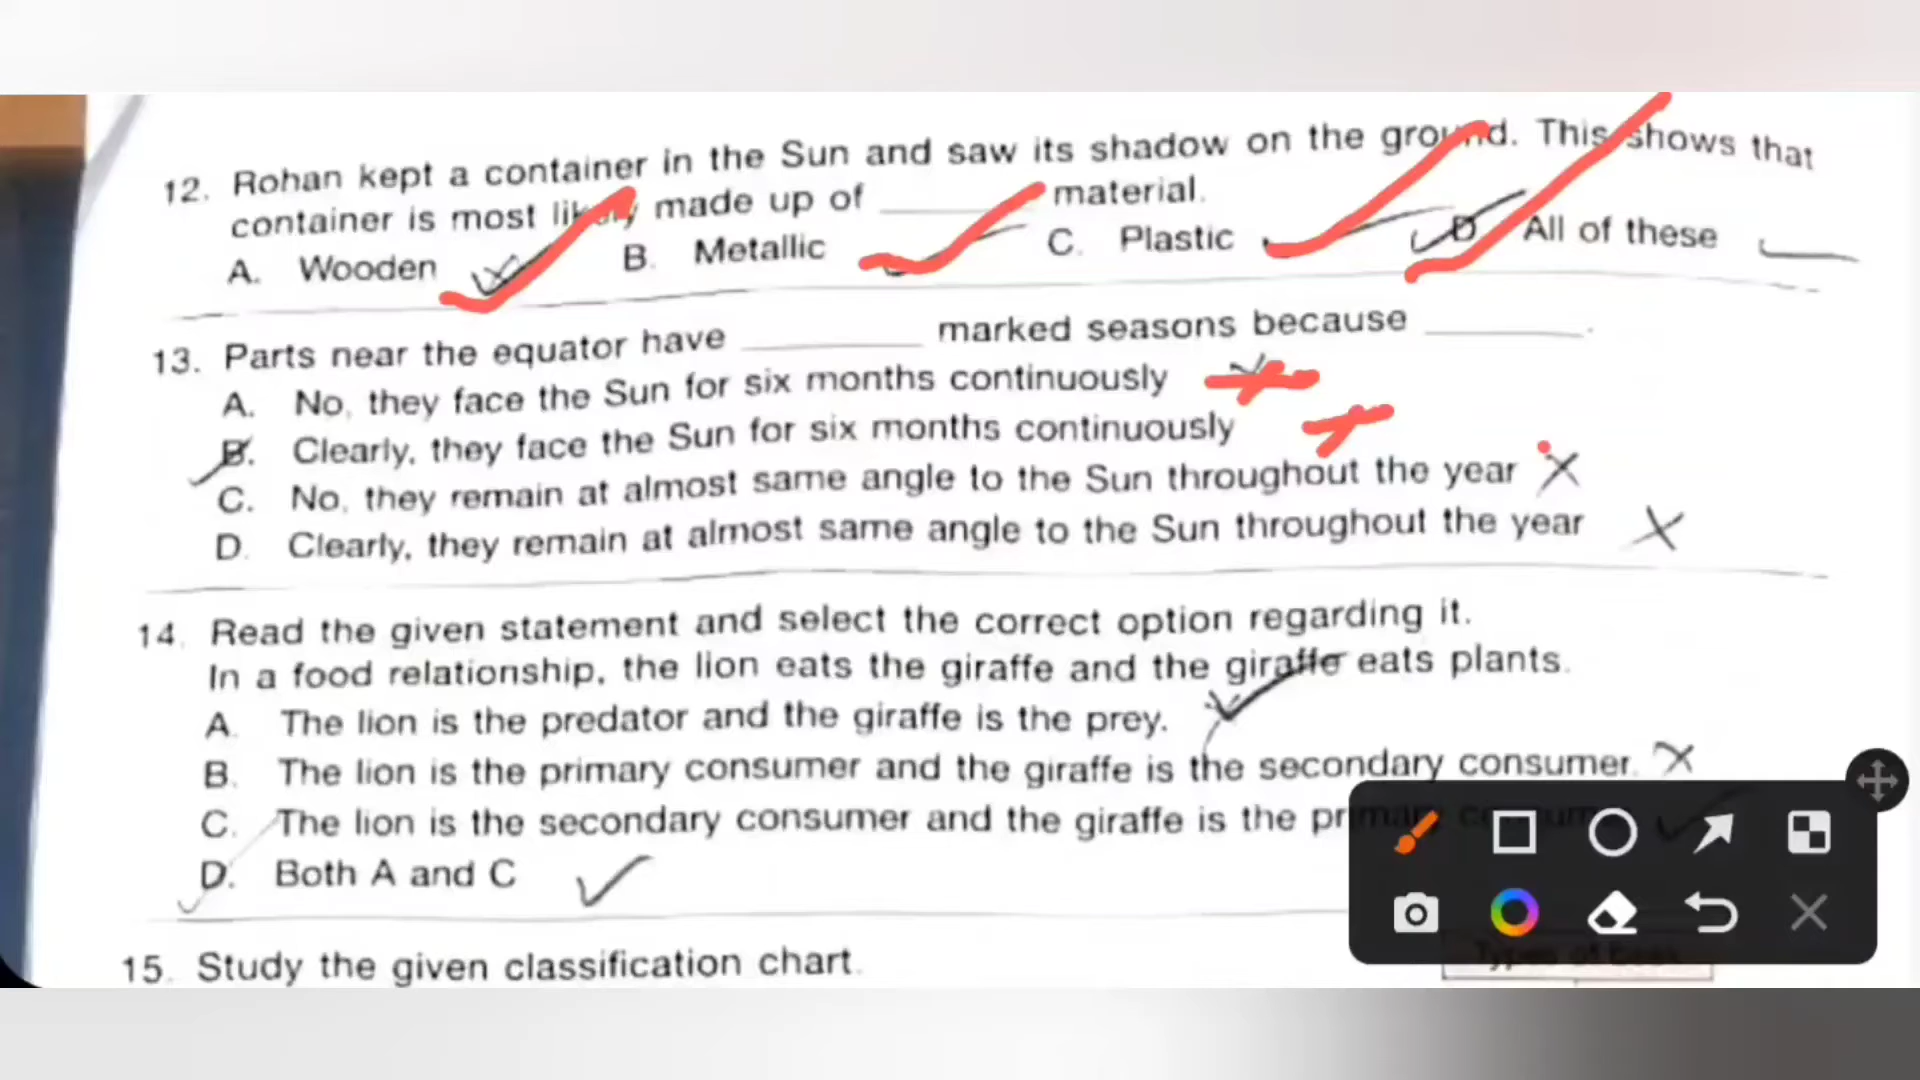 12. Rohan kept a container in the Sun and saw its shadow on the ground. This shows that
container is most likely made up of ________ material.
A. Wooden B. Metallic C. Plastic D. All of these
13. Parts near the equator have ________ marked seasons because ________.
A. No, they face the Sun for six months continuously
B. Clearly, they face the Sun for six months continuously
C. No, they remain at almost same angle to the Sun throughout the year
D. Clearly, they remain at almost same angle to the Sun throughout the year
14. Read the given statement and select the correct option regarding it.
In a food relationship, the lion eats the giraffe and the giraffe eats plants.
A. The lion is the predator and the giraffe is the prey.
B. The lion is the primary consumer and the giraffe is the secondary consumer.
C. The lion is the secondary consumer and the giraffe is the primary consumer
D. Both A and C
15. Study the given classification chart.
Types of